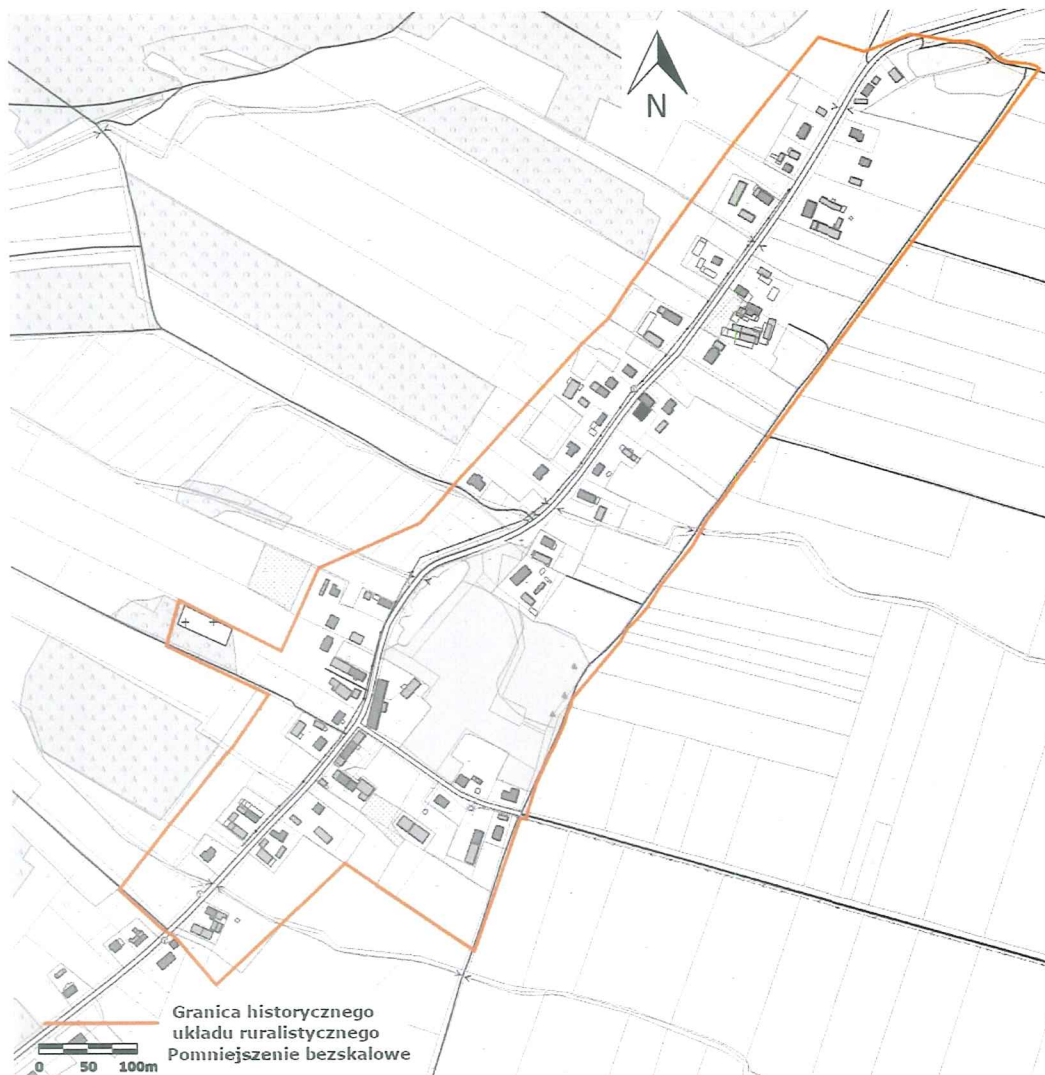 N
Granica historycznego
układu ruralistycznego
Pomniejszenie bezskalowe
0 50 100m